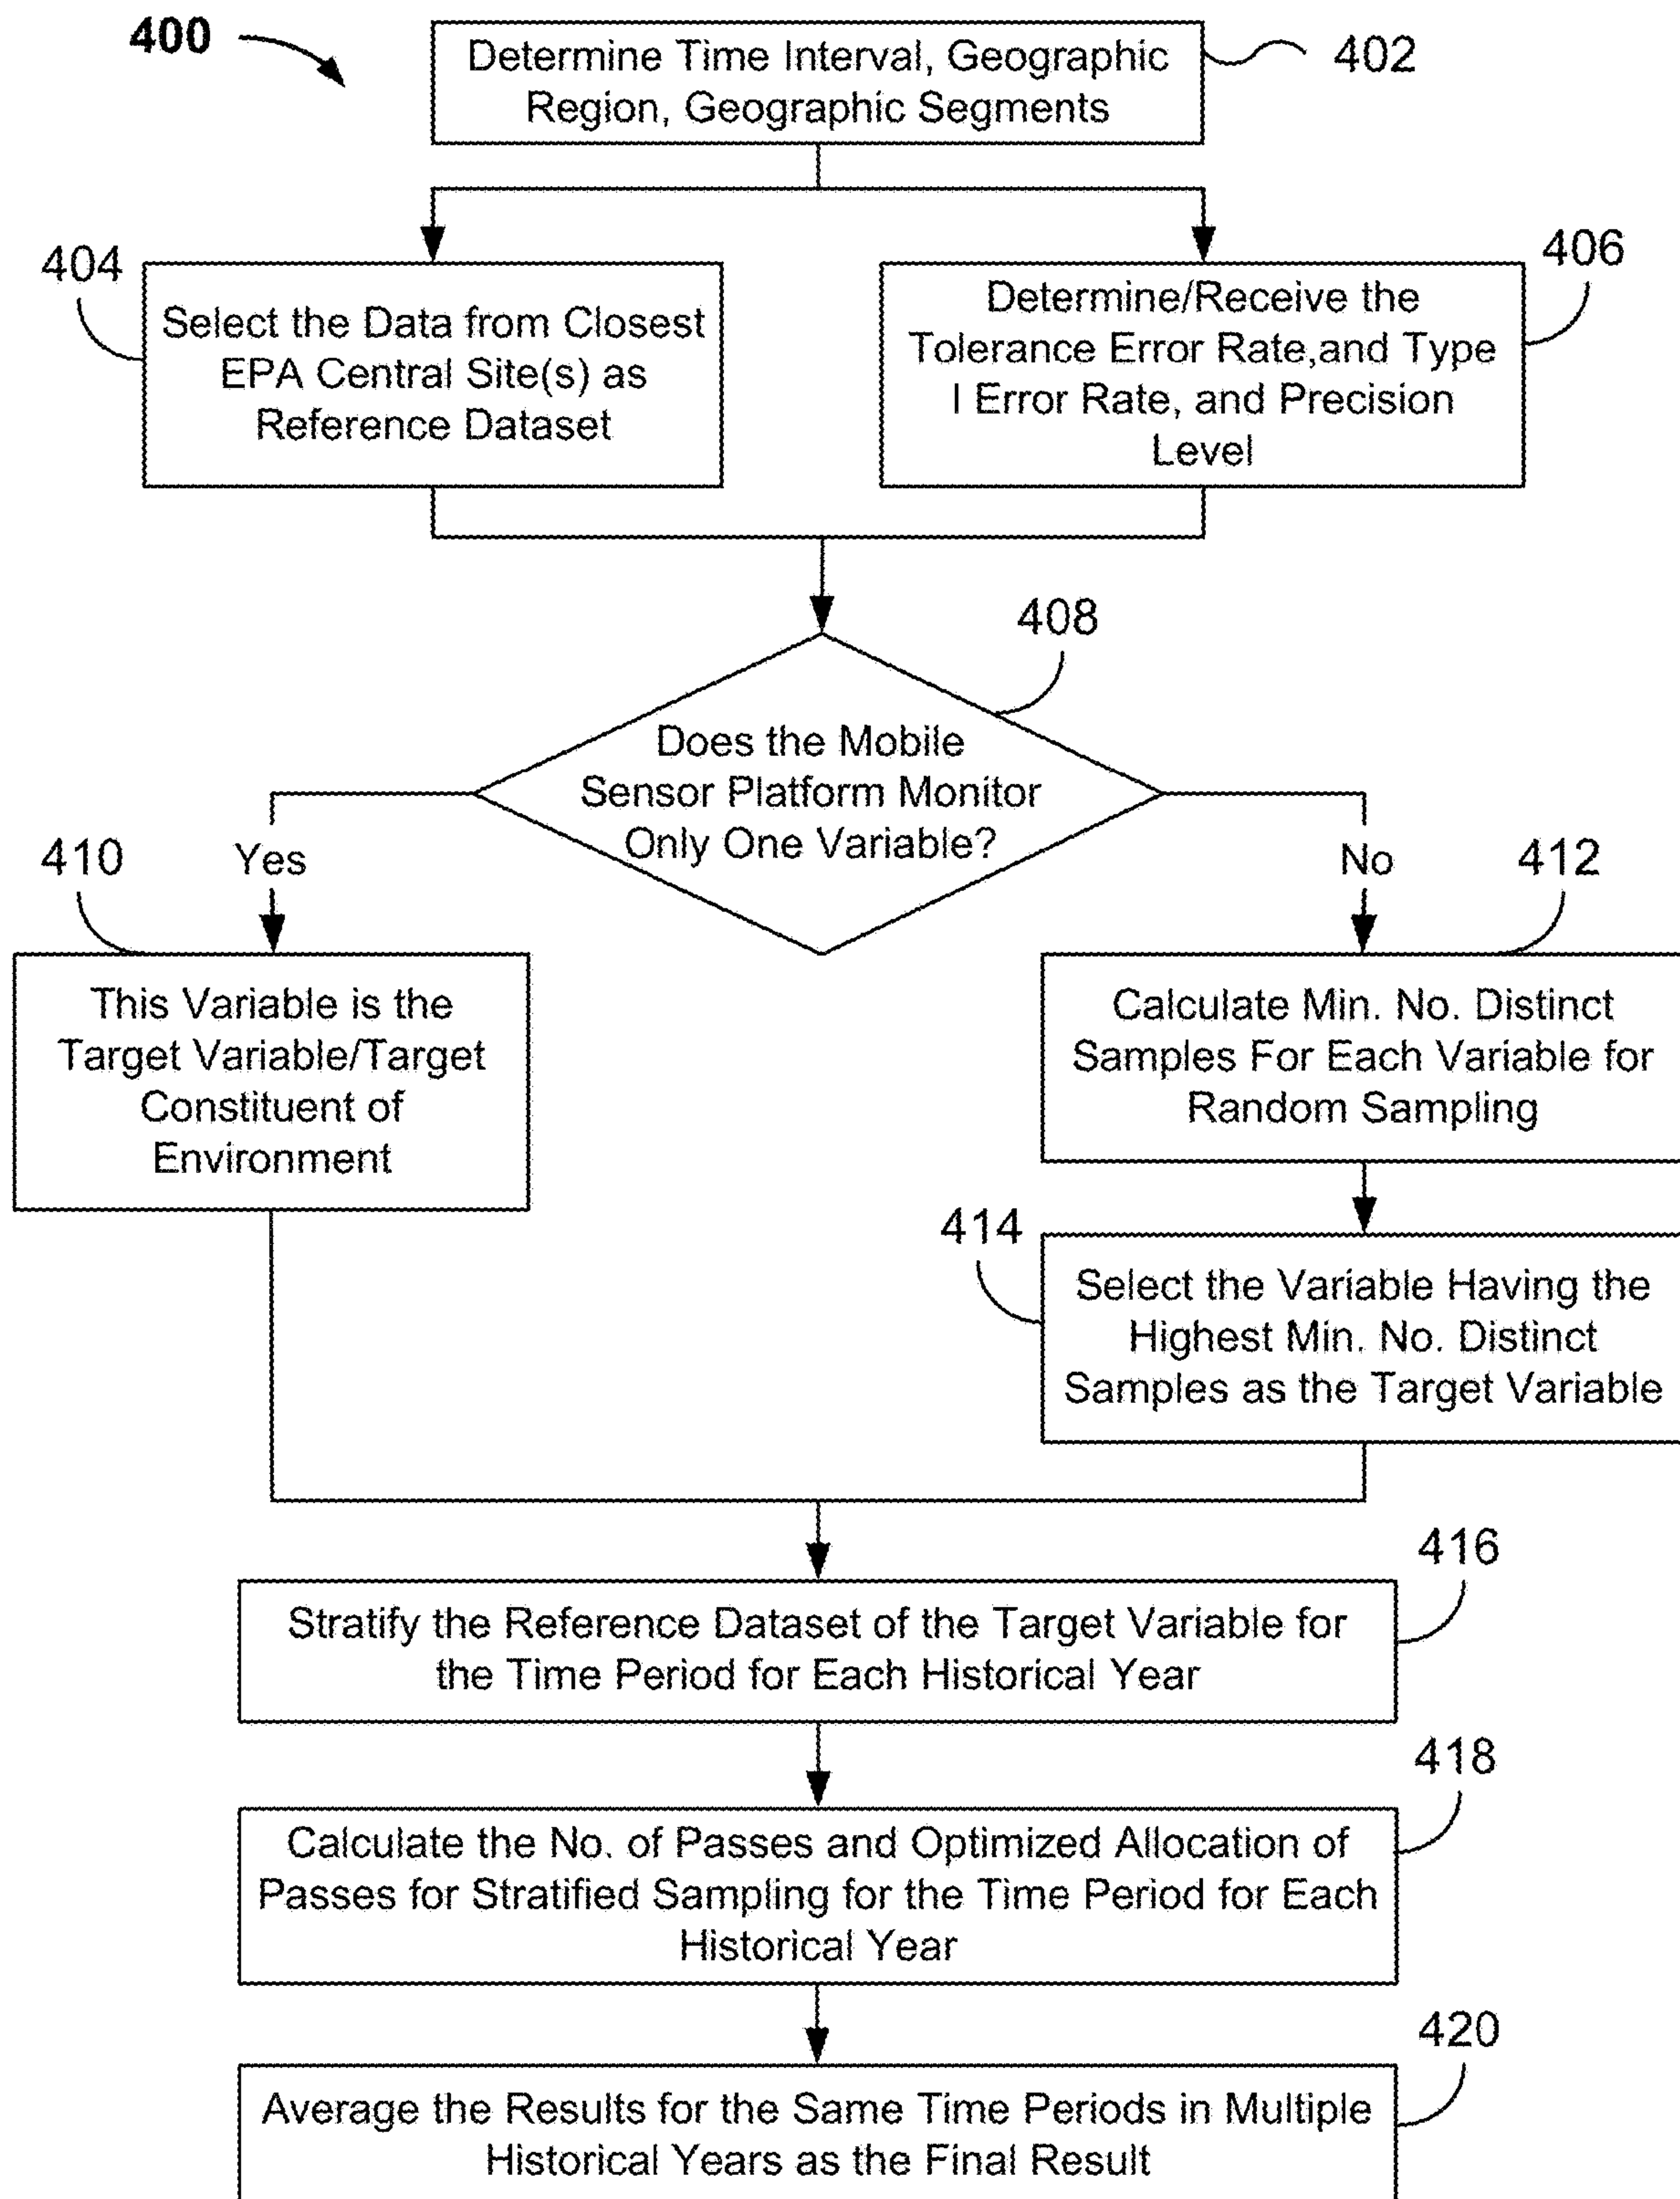 400
Determine Time Interval, Geographic
Region, Geographic Segments
402
404
Select the Data from Closest
EPA Central Site(s) as
Reference Dataset
406
Determine/Receive the
Tolerance Error Rate,and Type
I Error Rate, and Precision
Level
408
Does the Mobile
Sensor Platform Monitor
Only One Variable?
410
Yes
No
412
This Variable is the
Target Variable/Target
Constituent of
Environment
Calculate Min. No. Distinct
Samples For Each Variable for
Random Sampling
414
Select the Variable Having the
Highest Min. No. Distinct
Samples as the Target Variable
416
Stratify the Reference Dataset of the Target Variable for
the Time Period for Each Historical Year
418
Calculate the No. of Passes and Optimized Allocation of
Passes for Stratified Sampling for the Time Period for Each
Historical Year
420
Average the Results for the Same Time Periods in Multiple
Historical Years as the Final Result